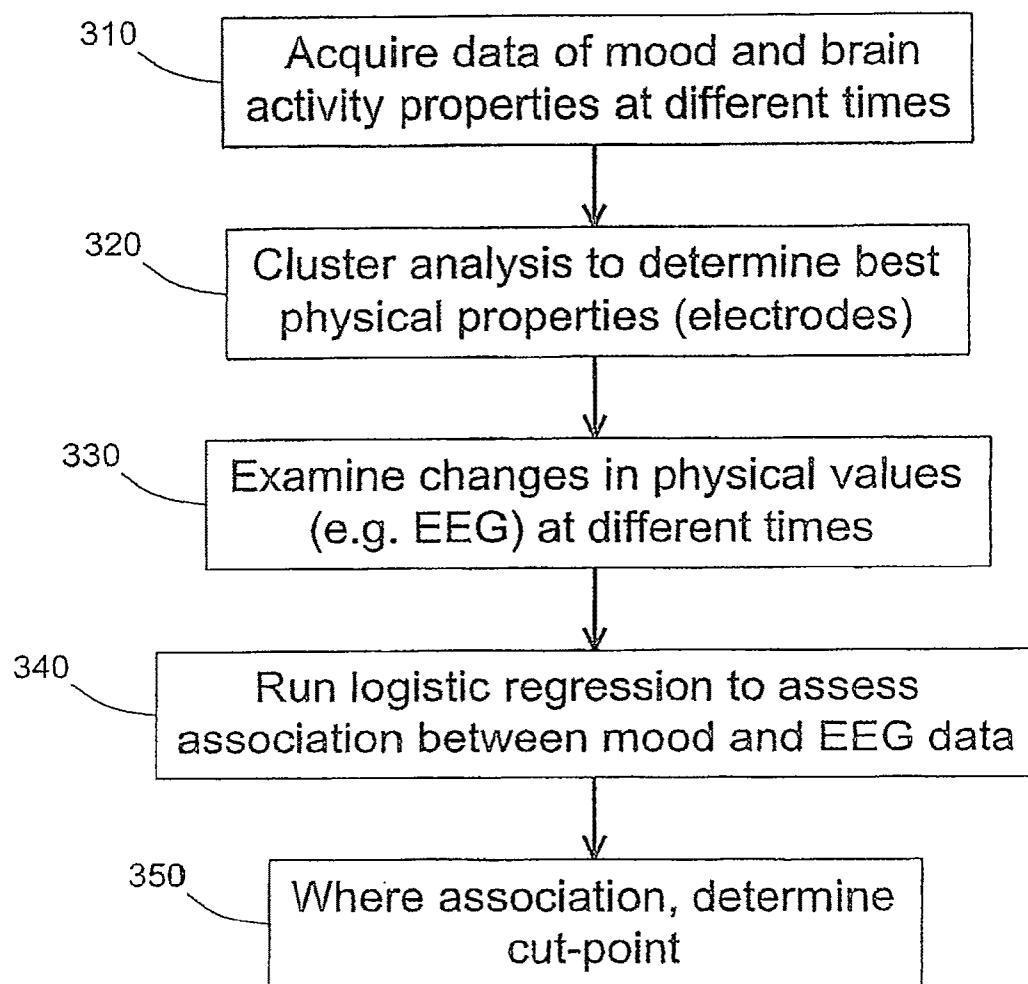 310
Acquire data of mood and brain
activity properties at different times
320
Cluster analysis to determine best
physical properties (electrodes)
330
Examine changes in physical values
(e.g. EEG) at different times
340
Run logistic regression to assess
association between mood and EEG data
350
Where association, determine
cut-point